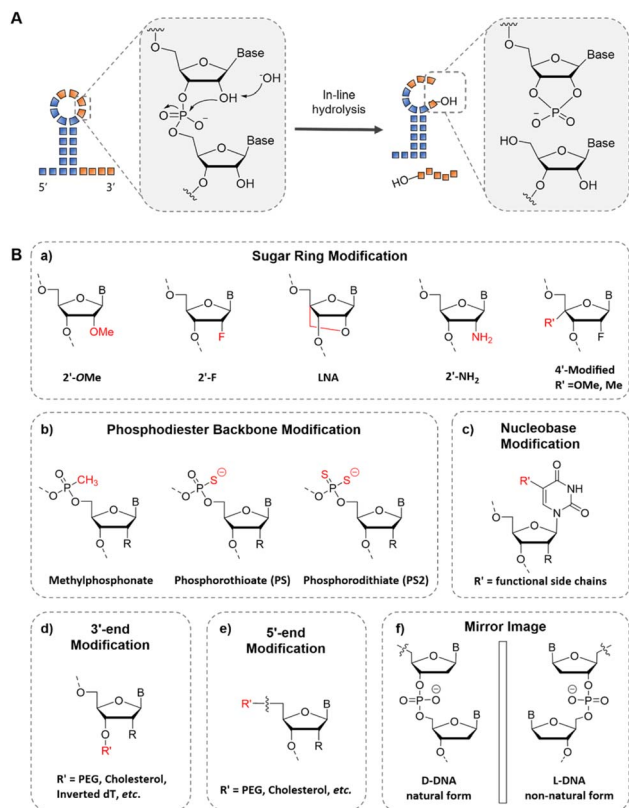 A
Base
OH
-OH
O=P-O-
Base
OH
In-line
hydrolysis
OH
5'
3'
HO
Base
HO
Base
OH
B
a)
Sugar Ring Modification
B
OMe
2'-OMe
B
F
2'-F
B
LNA
B
NH2
2'-NH2
B
R'
F
4'-Modified
R' =OMe, Me
b)
Phosphodiester Backbone Modification
CH3
B
R
Methylphosphonate
S
B
R
Phosphorothioate (PS)
S
S
B
R
Phosphorodithiate (PS2)
c)
Nucleobase
Modification
R'
O
NH
N
O
R
R' = functional side chains
d)
3'-end
Modification
B
O
R
R'
R' = PEG, Cholesterol,
Inverted dT, etc.
e)
5'-end
Modification
R'
B
R
R' = PEG, Cholesterol, etc.
f)
Mirror Image
B
B
D-DNA
natural form
B
B
L-DNA
non-natural form